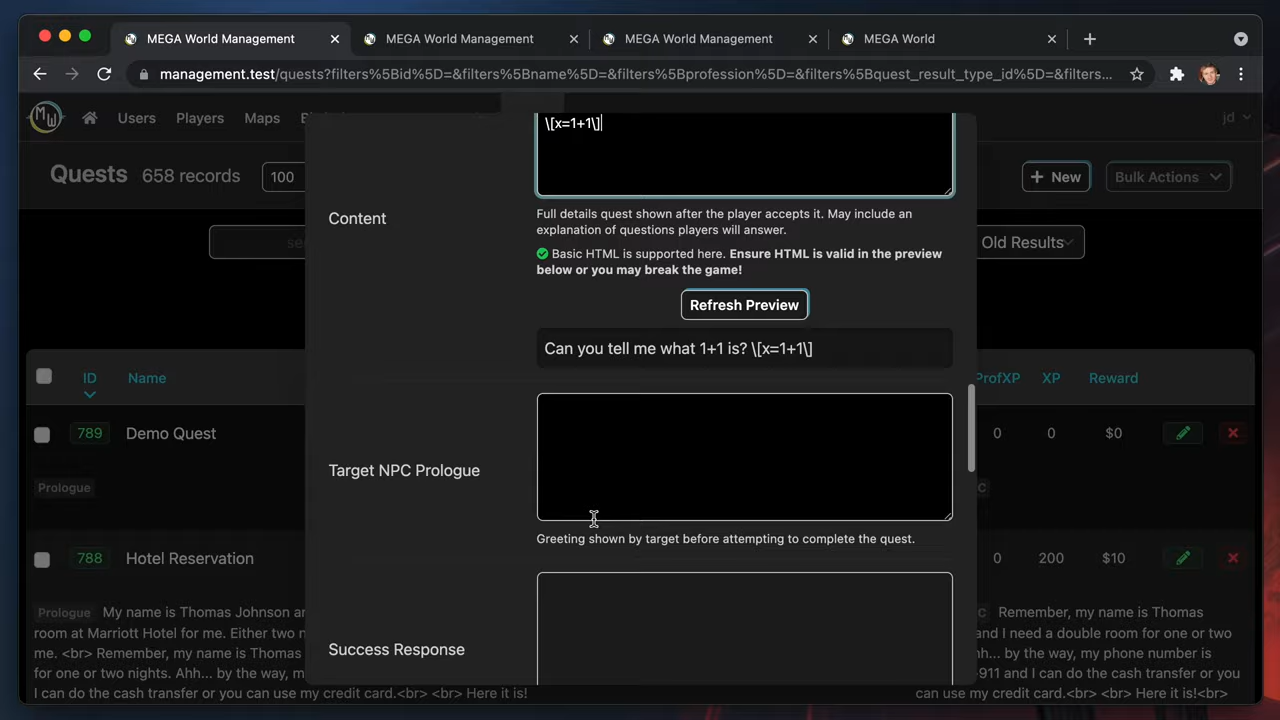 MEGA World Management
MEGA World Management
MEGA World Management
MEGA World
management.test/quests?filters%5Bid%5D=&filters%5Bname%5D=&filters%5Bprofession%5D=&filters%5Bquest_result_type_id%5D=&filters...
MW
Users
Players
Maps
jd
Quests 658 records
100
+ New
Bulk Actions
Old Results
\[x=1+1\]
Content
Full details quest shown after the player accepts it. May include an
explanation of questions players will answer.
Basic HTML is supported here. Ensure HTML is valid in the preview
below or you may break the game!
Refresh Preview
Can you tell me what 1+1 is? \[x=1+1\]
ID
Name
ProfXP
XP
Reward
789
Demo Quest
0
0
$0
Prologue
Target NPC Prologue
Greeting shown by target before attempting to complete the quest.
788
Hotel Reservation
0
200
$10
Success Response
Prologue My name is Thomas Johnson
room at Marriott Hotel for me. Either two
me. <br> Remember, my name is Thomas
for one or two nights. Ahh... by the way,
I can do the cash transfer or you can use my credit card.<br> <br> Here it is!
Remember, my name is Thomas
and I need a double room for one or two
... by the way, my phone number is
-911 and I can do the cash transfer or you
can use my credit card.<br> <br> Here it is!<br>